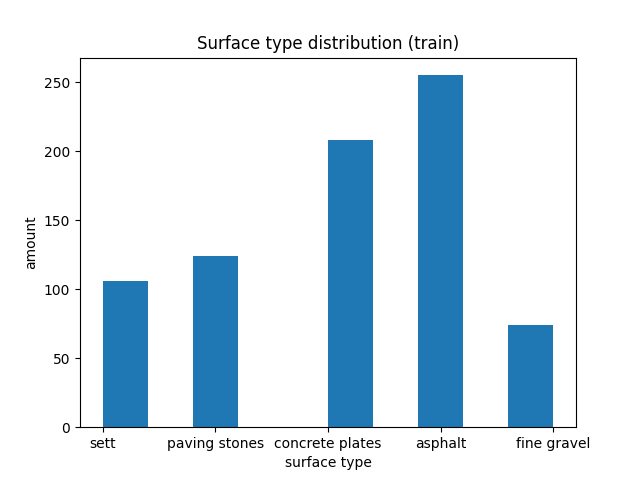 Surface type distribution (train)
250
200
150
100
50
0
amount
sett paving stones concrete plates asphalt fine gravel
surface type